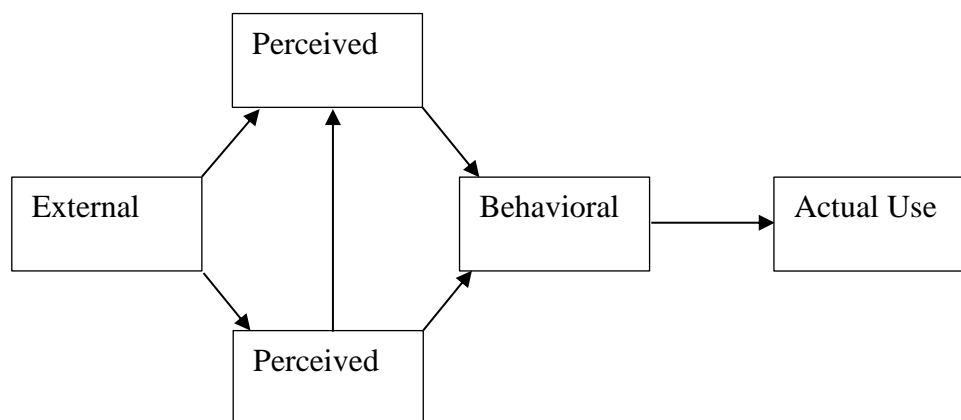 Perceived
External
Behavioral
Actual Use
Perceived